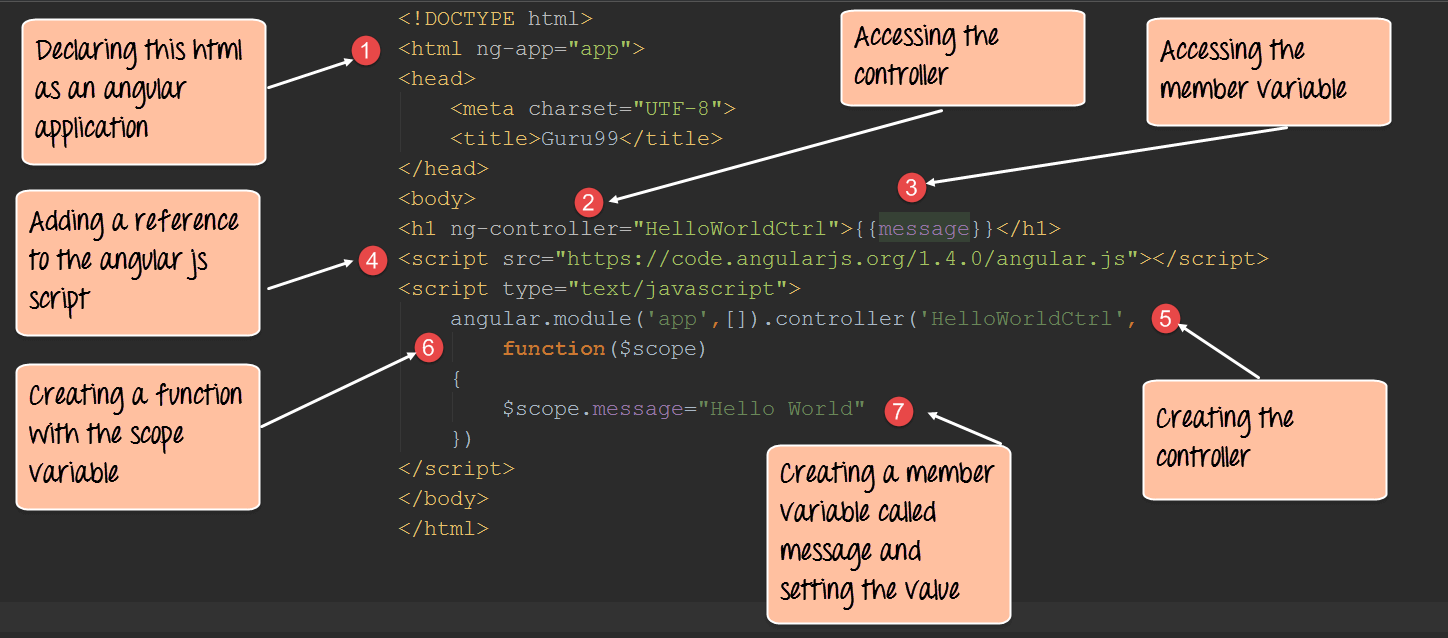 Declaring this html
as an angular
application
1
Adding a reference
to the angular js
script
4
Creating a function
with the scope
variable
6
<!DOCTYPE html>
<html ng-app="app">
<head>
<meta charset="UTF-8">
<title>Guru99</title>
</head>
<body>
<h1 ng-controller="HelloWorldCtrl">{{message}}</h1>
<script src="https://code.angularjs.org/1.4.0/angular.js"></script>
<script type="text/javascript">
angular.module('app',[]).controller('HelloWorldCtrl',
function($scope)
{
$scope.message="Hello World"
})
</script>
</body>
</html>
Accessing the
controller
2
Accessing the
member variable
3
5
Creating the
controller
7
Creating a member
variable called
message and
setting the value